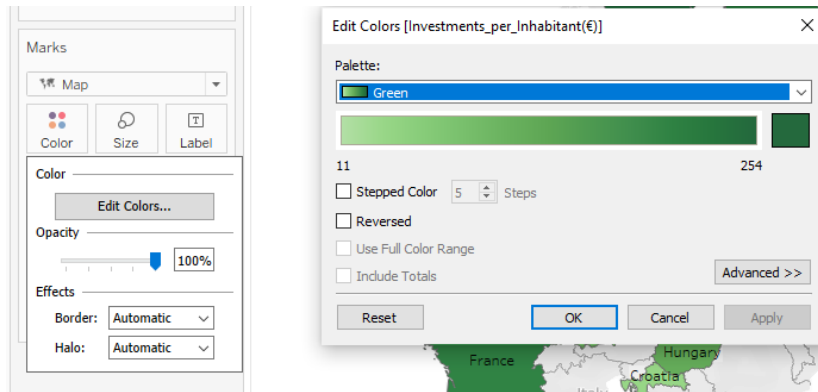 Marks
Map
Color
Size
Label
Color
Edit Colors...
Opacity
100%
Effects
Border: Automatic
Halo: Automatic
Edit Colors [Investments_per_Inhabitant(€)]
Palette:
Green
11 254
Stepped Color 5 Steps
Reversed
Use Full Color Range
Include Totals
Advanced >>
Reset OK Cancel Apply
France
Hungary
Croatia